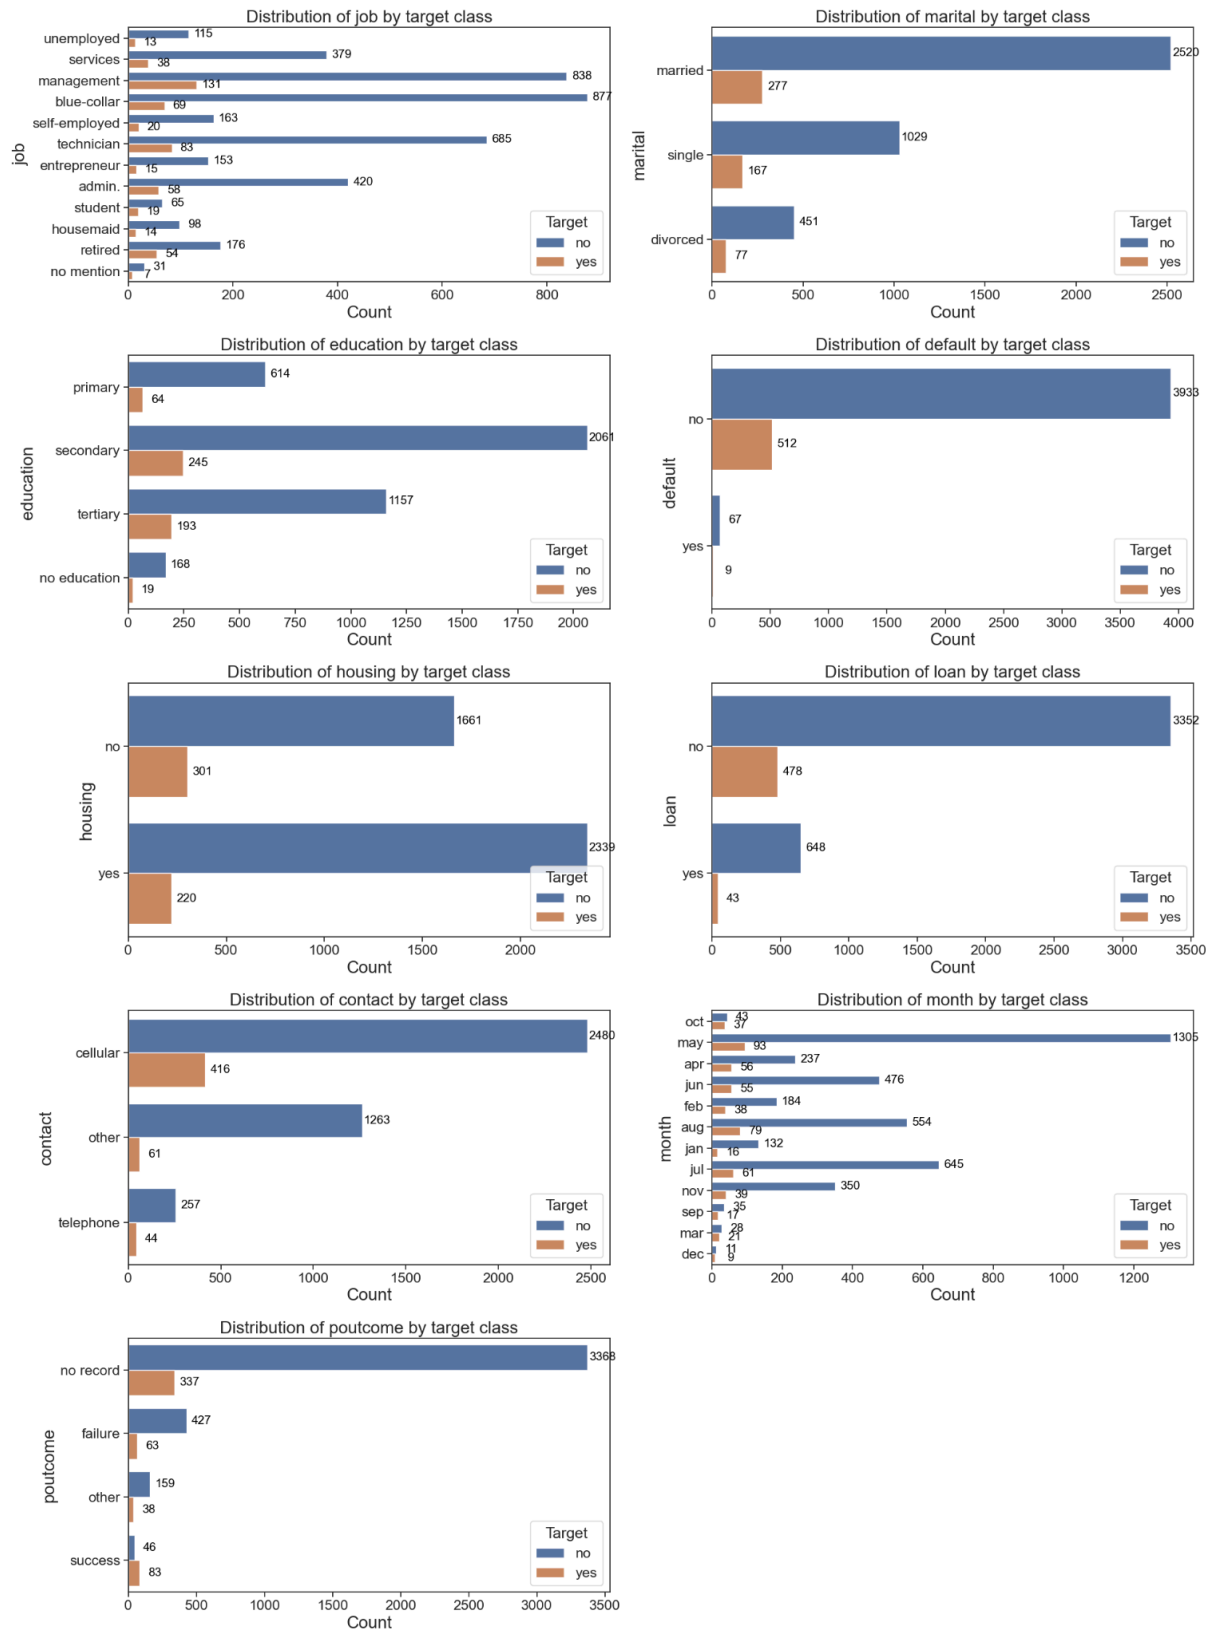 Distribution of job by target class
unemployed 115
13
services 379
38
management 838
131
blue-collar 877
69
self-employed 163
20
technician 685
83
entrepreneur 153
15
admin. 420
58
student 65
19
housemaid 98
14
retired 176
54
no mention 31
7
job
Target
no
yes
0 200 400 600 800
Count
Distribution of marital by target class
married 2520
277
single 1029
167
divorced 451
77
marital
Target
no
yes
0 500 1000 1500 2000 2500
Count
Distribution of education by target class
primary 614
64
secondary 2061
245
tertiary 1157
193
no education 168
19
education
Target
no
yes
0 250 500 750 1000 1250 1500 1750 2000
Count
Distribution of default by target class
no 3933
512
yes 67
9
default
Target
no
yes
0 500 1000 1500 2000 2500 3000 3500 4000
Count
Distribution of housing by target class
no 1661
301
yes 2339
220
housing
Target
no
yes
0 500 1000 1500 2000
Count
Distribution of loan by target class
no 3352
478
yes 648
43
loan
Target
no
yes
0 500 1000 1500 2000 2500 3000 3500
Count
Distribution of contact by target class
cellular 2480
416
other 1263
61
telephone 257
44
contact
Target
no
yes
0 500 1000 1500 2000 2500
Count
Distribution of month by target class
oct 43
37
may 1305
93
apr 237
56
jun 476
55
feb 184
38
aug 554
79
jan 132
16
jul 645
61
nov 350
39
sep 35
17
mar 28
21
dec 11
9
month
Target
no
yes
0 200 400 600 800 1000 1200
Count
Distribution of poutcome by target class
no record 3368
337
failure 427
63
other 159
38
success 46
83
poutcome
Target
no
yes
0 500 1000 1500 2000 2500 3000 3500
Count